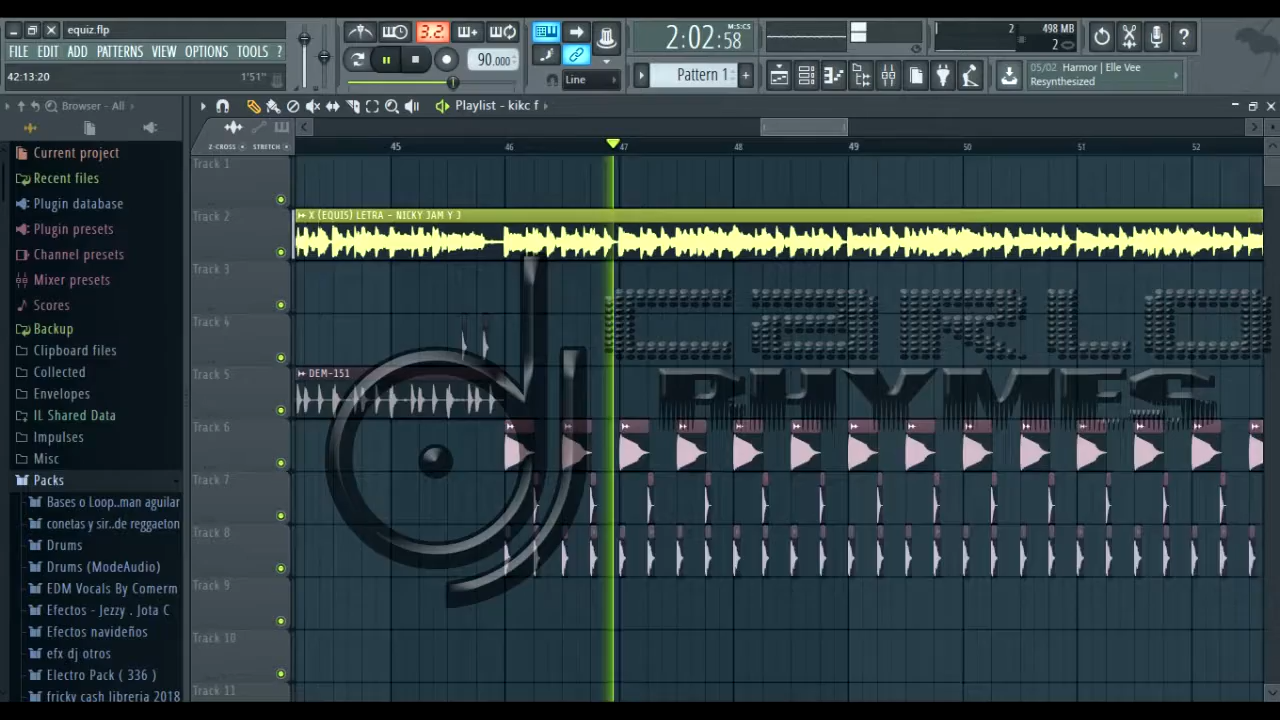 equiz.flp
FILE EDIT ADD PATTERNS VIEW OPTIONS TOOLS ?
42:13:20 1'51"
3.2.
90.000
Line
2:02:58
M:S:CS
Pattern 1
2 498 MB
2
05/02 Harmor | Elle Vee
Resynthesized
Browser - All
Playlist - kikc f
Z-CROSS STRETCH
45 46 47 48 49 50 51 52
Current project
Recent files
Plugin database
Plugin presets
Channel presets
Mixer presets
Scores
Backup
Clipboard files
Collected
Envelopes
IL Shared Data
Impulses
Misc
Packs
Bases o Loop...man aguilar
conetas y sir..de reggaeton
Drums
Drums (ModeAudio)
EDM Vocals By Comerm
Efectos - Jezzy . Jota C
Efectos navideños
efx dj otros
Electro Pack ( 336 )
fricky cash libreria 2018
Track 1
Track 2
X (EQUIS) LETRA - NICKY JAM Y J
Track 3
Track 4
Track 5
DEM-151
Track 6
Track 7
Track 8
Track 9
Track 10
Track 11
dJ
CARLO
RHYMES